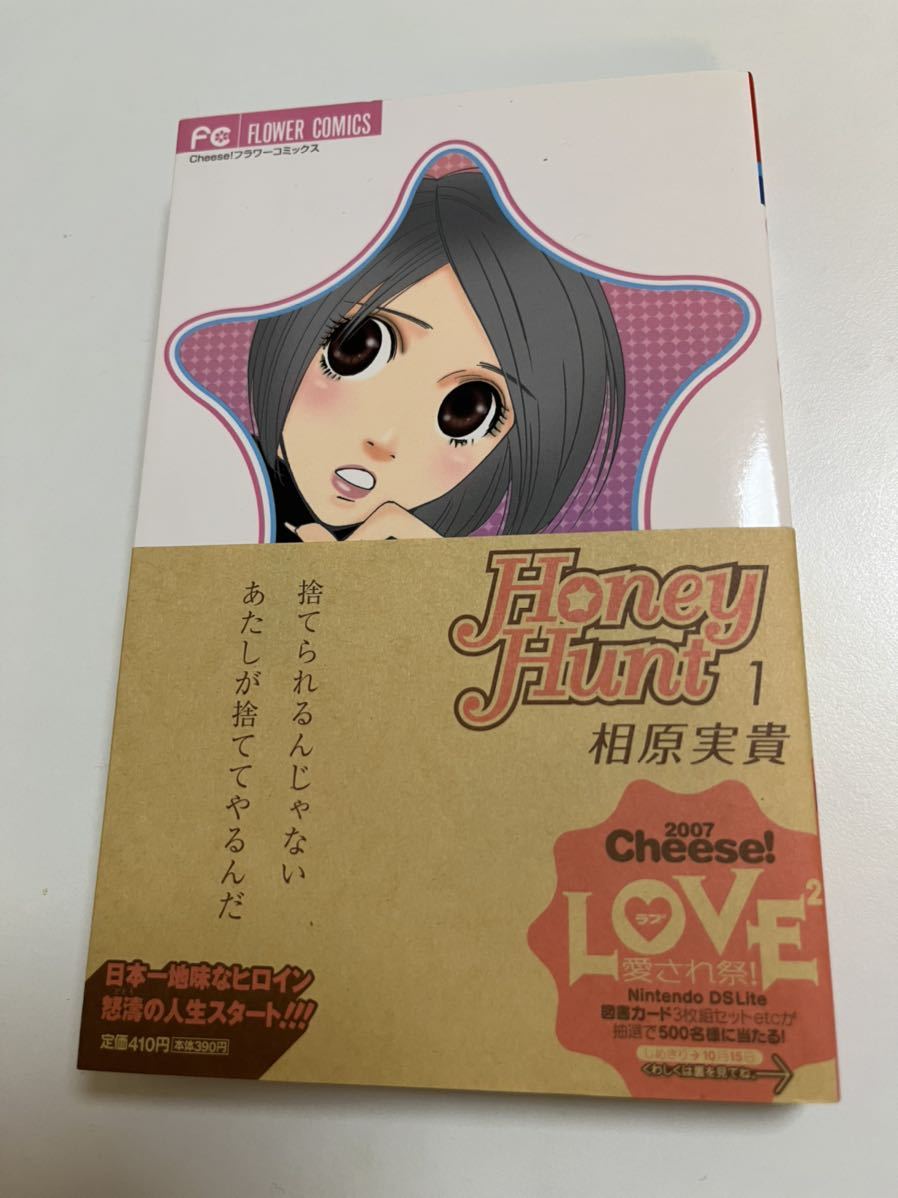 FC FLOWER COMICS
Cheese!フラワーコミックス
Honey
Hunt 1
相原実貴
捨てられるんじゃない
あたしが捨ててやるんだ
2007
Cheese!
LOVE2
ラブ
愛され祭!
Nintendo DS Lite
図書カード3枚組セットetcが
抽選で500名様に当たる!
しめきり→10月15日
くわしくは裏を見てね。
日本一地味なヒロイン
怒濤の人生スタート!!!
定価410円 本体390円